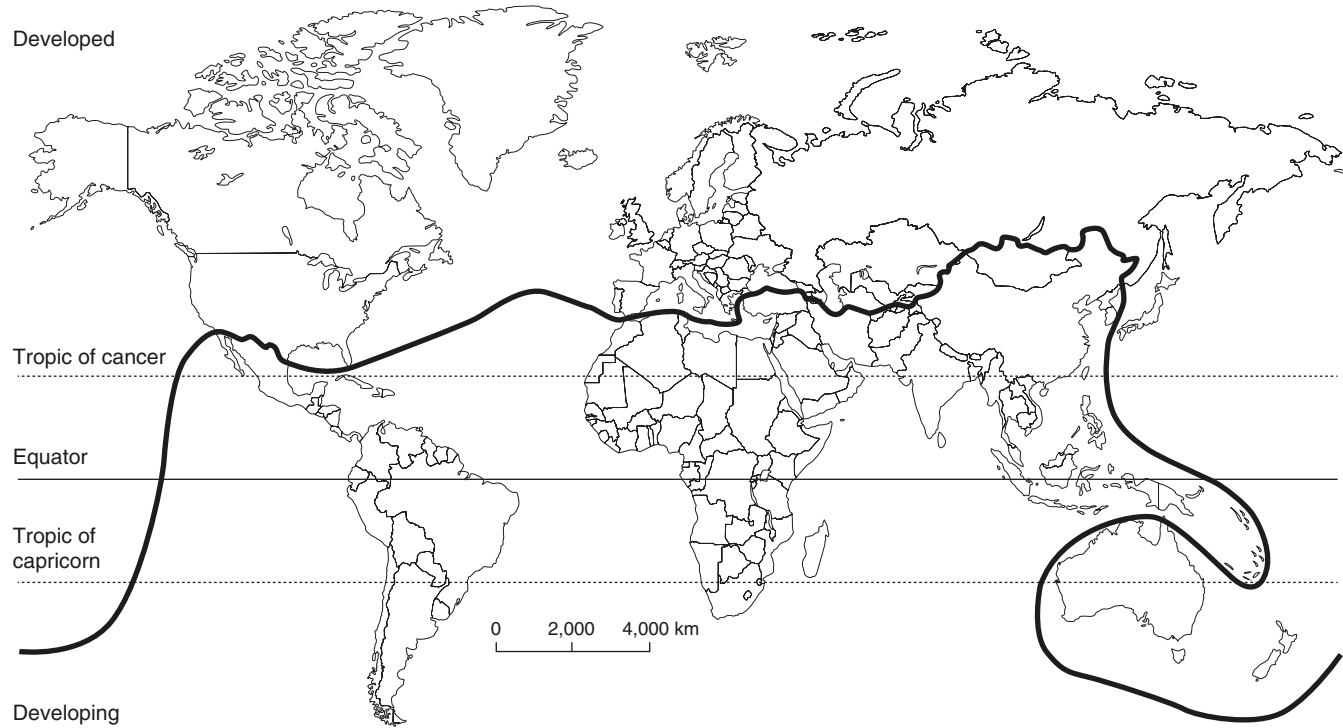 Developed
Tropic of cancer
Equator
Tropic of
capricorn
0 2,000 4,000 km
Developing